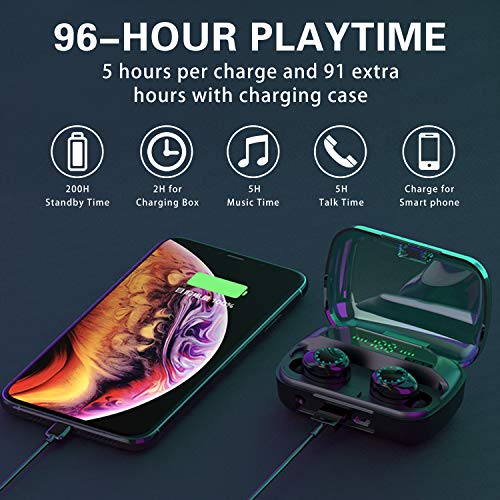 96-HOUR PLAYTIME
5 hours per charge and 91 extra
hours with charging case
200H
Standby Time
2H for
Charging Box
5H
Music Time
5H
Talk Time
Charge for
Smart phone